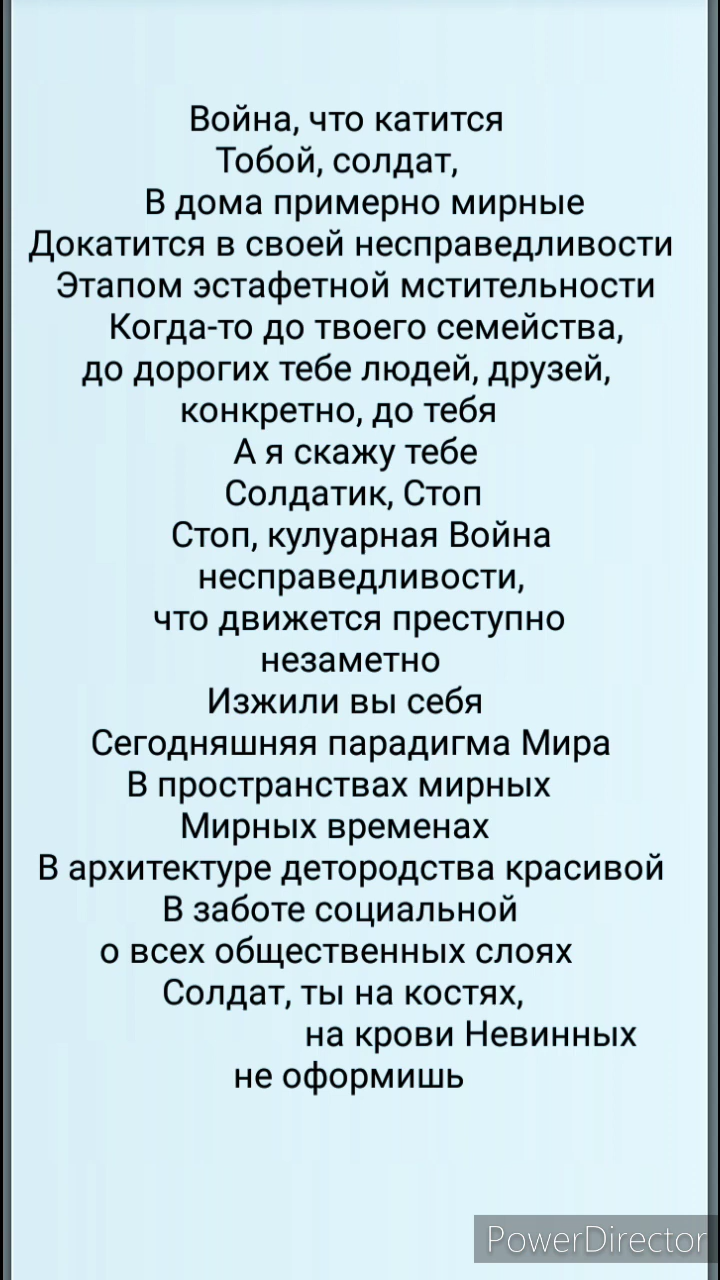 Война, что катится
Тобой, солдат,
В дома примерно мирные
Докатится в своей несправедливости
Этапом эстафетной мстительности
Когда-то до твоего семейства,
до дорогих тебе людей, друзей,
конкретно, до тебя
А я скажу тебе
Солдатик, Стоп
Стоп, кулуарная Война
несправедливости,
что движется преступно
незаметно
Изжили вы себя
Сегодняшняя парадигма Мира
В пространствах мирных
Мирных временах
В архитектуре детородства красивой
В заботе социальной
о всех общественных слоях
Солдат, ты на костях,
на крови Невинных
не оформишь
PowerDirector